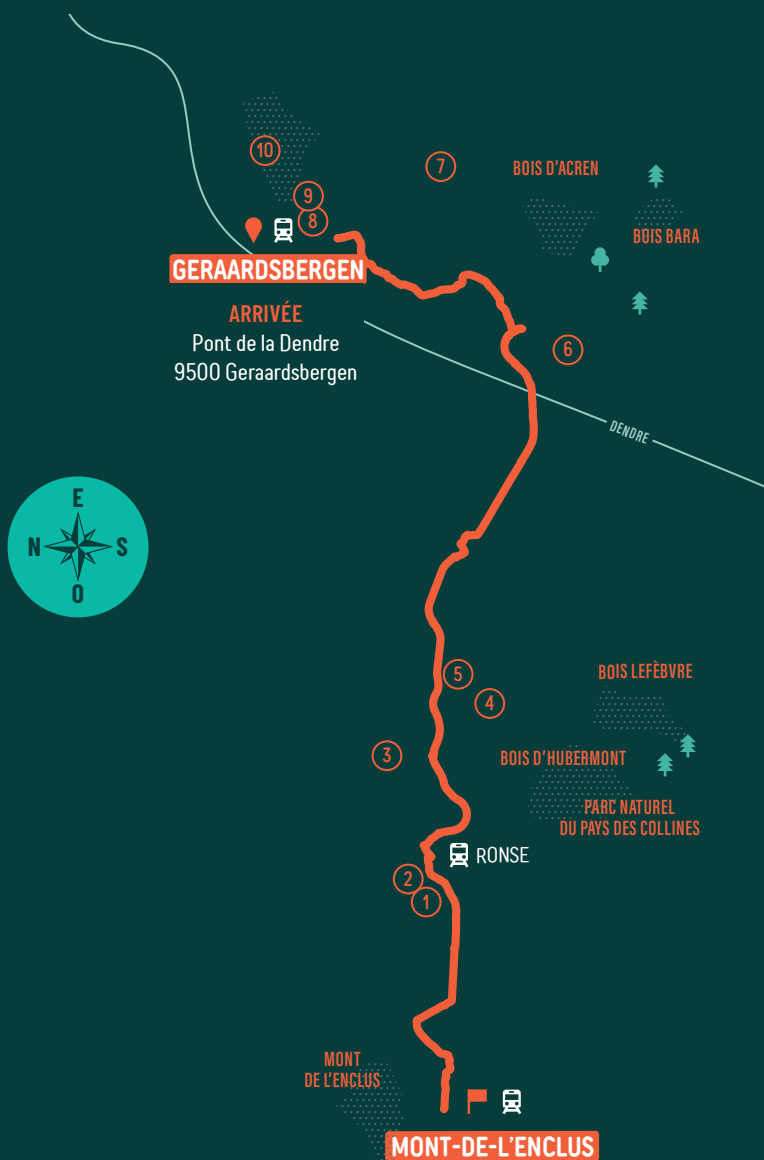 10
7
BOIS D'ACREN
9
8
BOIS BARA
GERAARDSBERGEN
ARRIVÉE
Pont de la Dendre
9500 Geraardsbergen
6
DENDRE
E
N
S
O
5
BOIS LEFÈBVRE
4
3
BOIS D'HUBERMONT
PARC NATUREL
DU PAYS DES COLLINES
RONSE
2
1
MONT
DE L'ENCLUS
MONT-DE-L'ENCLUS